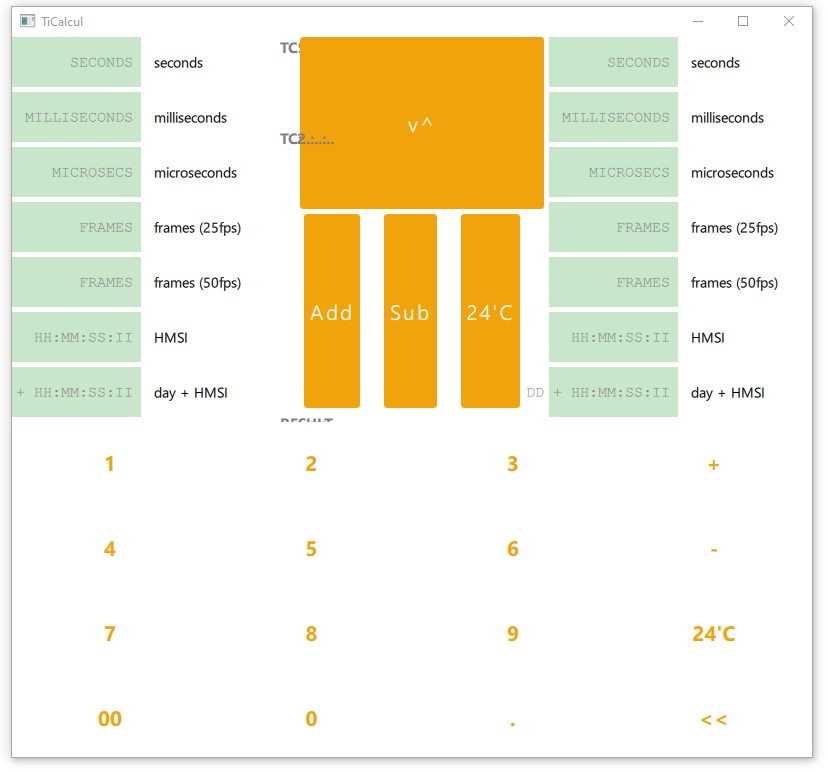 TiCalcul
SECONDS seconds
MILLISECONDS milliseconds
MICROSECS microseconds
FRAMES frames (25fps)
FRAMES frames (50fps)
HH:MM:SS:II HMSI
+ HH:MM:SS:II day + HMSI
TC2.:.:..
v^
Add Sub 24'C
RESULT
SECONDS seconds
MILLISECONDS milliseconds
MICROSECS microseconds
FRAMES frames (25fps)
FRAMES frames (50fps)
HH:MM:SS:II HMSI
DD + HH:MM:SS:II day + HMSI
1 2 3 +
4 5 6 -
7 8 9 24'C
00 0 . <<